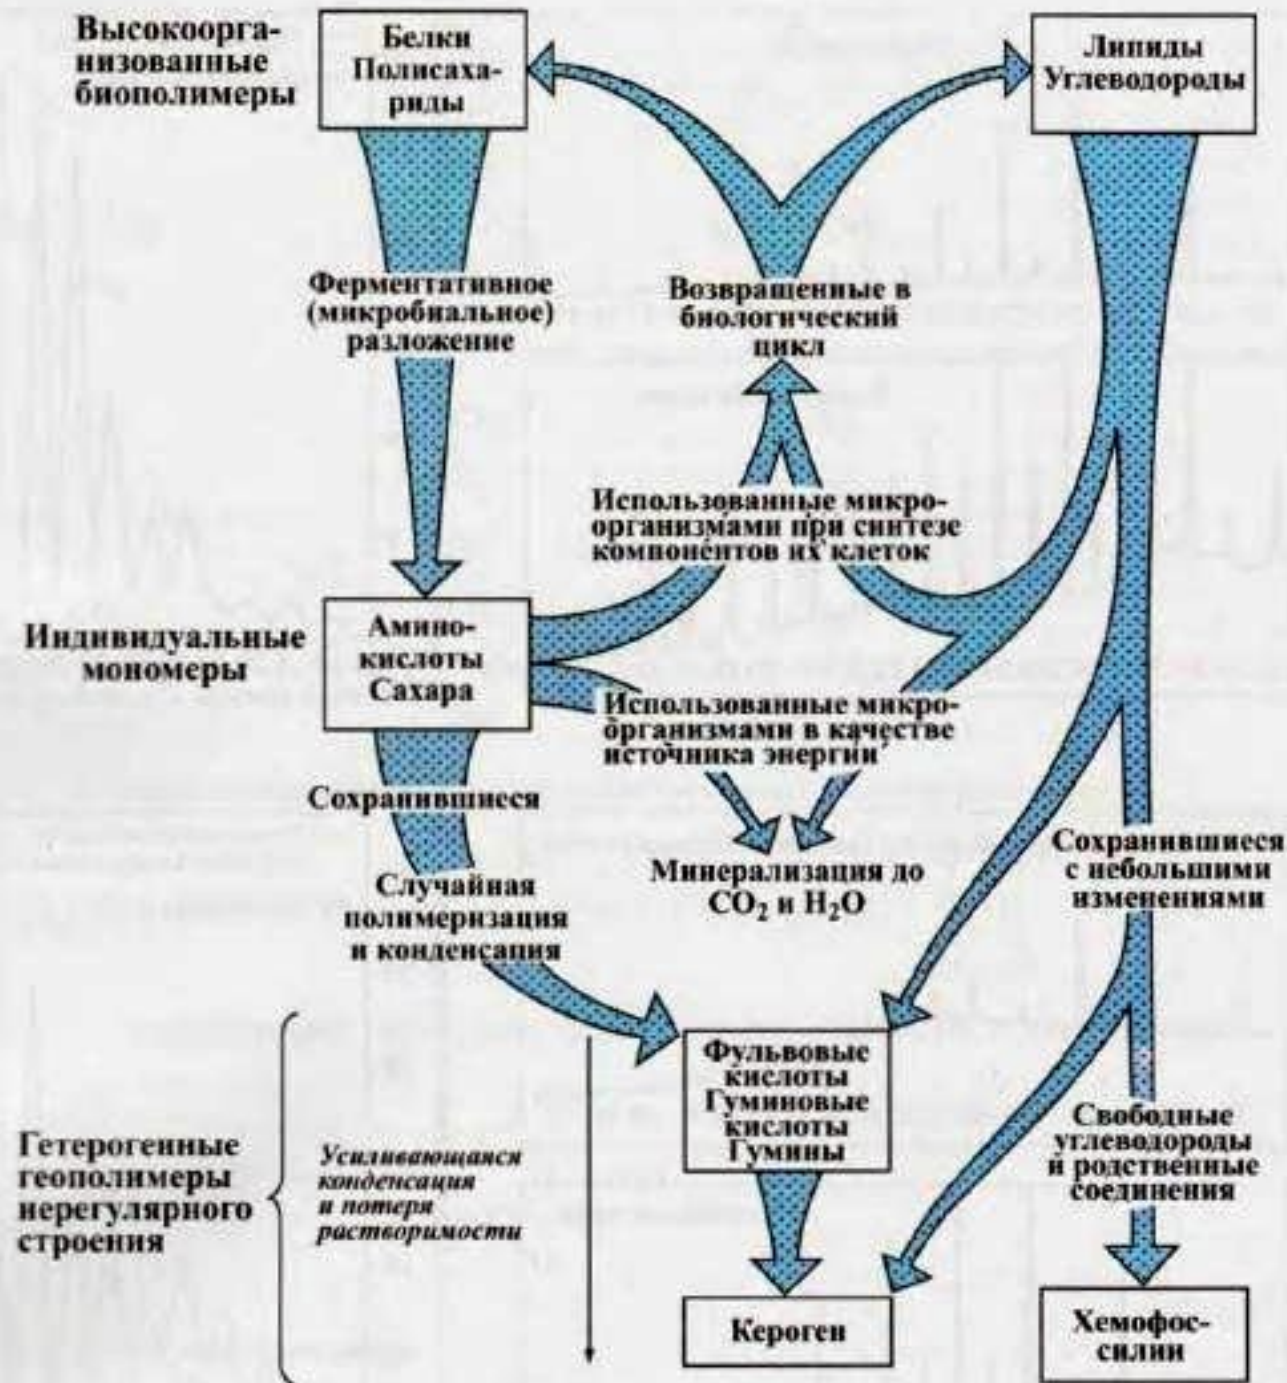 Высокоорга-
низованные
биополимеры
Белки
Полисаха-
риды
Липиды
Углеводороды
Ферментативное
(микробиальное)
разложение
Возвращенные в
биологический
цикл
Использованные микро-
организмами при синтезе
компонентов их клеток
Индивидуальные
мономеры
Амино-
кислоты
Сахара
Использованные микро-
организмами в качестве
источника энергии
Сохранившиеся
Минерализация до
CO₂ и H₂O
Сохранившиеся
с небольшими
изменениями
Случайная
полимеризация
и конденсация
Гетерогенные
геополимеры
нерегулярного
строения
Усиливающаяся
конденсация
и потеря
растворимости
Фульвовые
кислоты
Гуминовые
кислоты
Гумины
Свободные
углеводороды
и родственные
соединения
Кероген
Хемофос-
силии